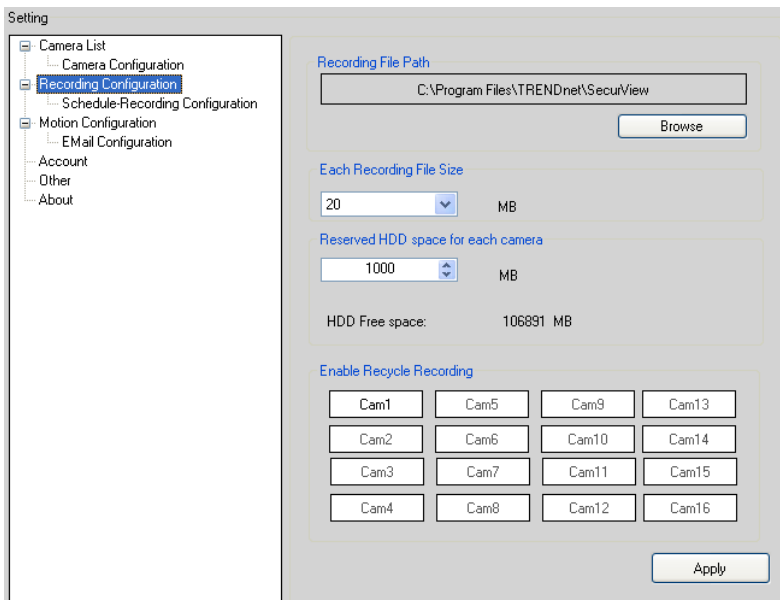 Setting
Camera List
Camera Configuration
Recording Configuration
Schedule-Recording Configuration
Motion Configuration
EMail Configuration
Account
Other
About
Recording File Path
C:\Program Files\TRENDnet\SecurView
Browse
Each Recording File Size
20 MB
Reserved HDD space for each camera
1000 MB
HDD Free space: 106891 MB
Enable Recycle Recording
Cam1 Cam5 Cam9 Cam13
Cam2 Cam6 Cam10 Cam14
Cam3 Cam7 Cam11 Cam15
Cam4 Cam8 Cam12 Cam16
Apply